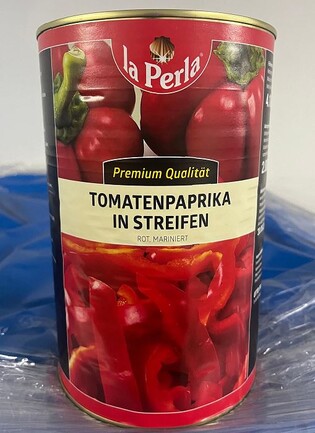 la Perla
Premium Qualität
TOMATENPAPRIKA
IN STREIFEN
ROT, MARINIERT